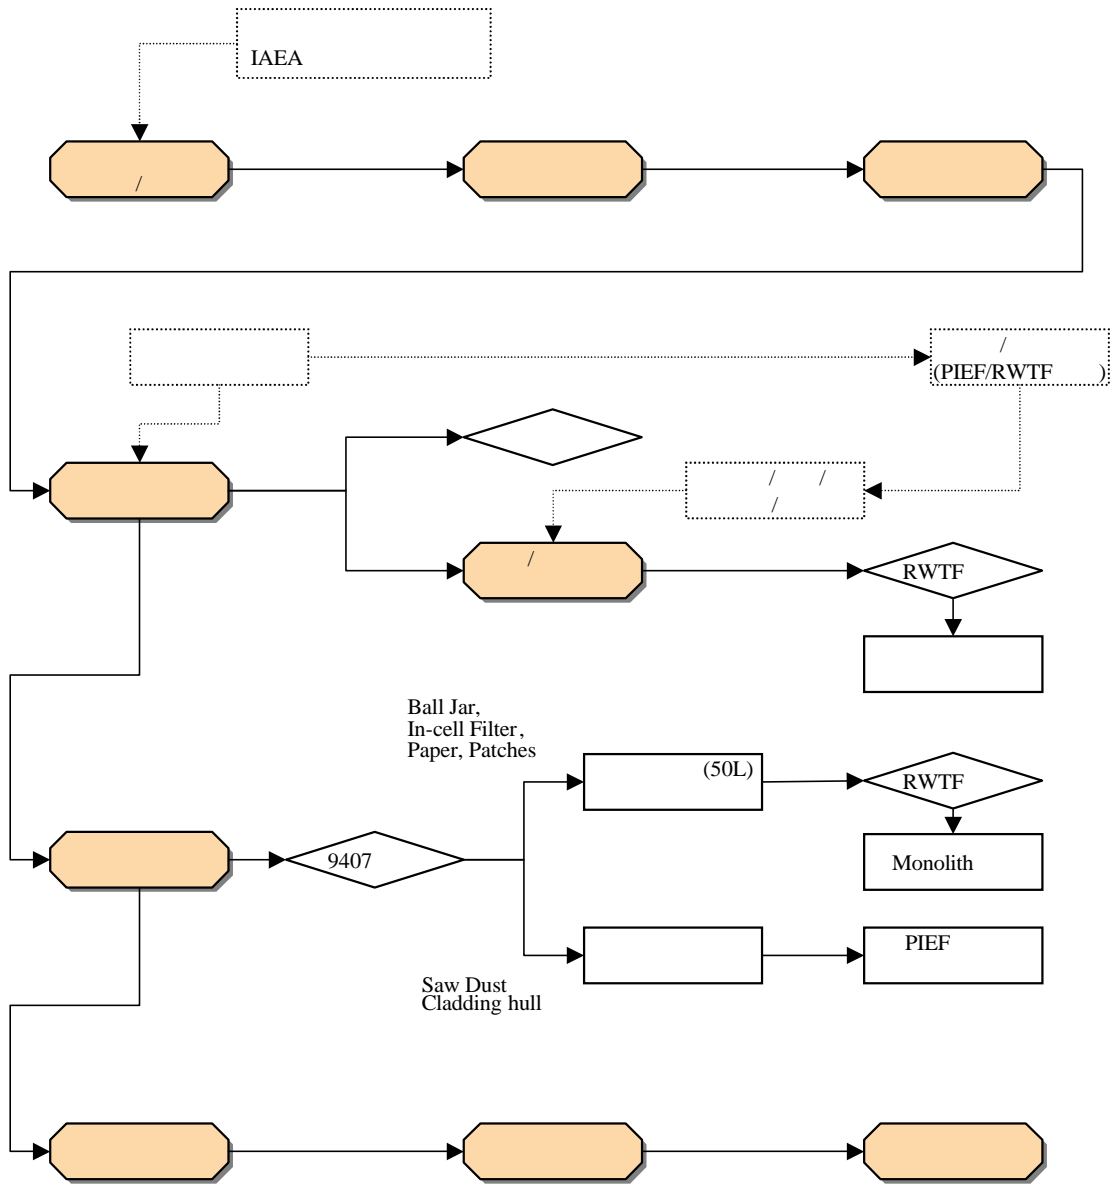 IAEA
/
/
(PIEF/RWTF )
/ /
/
/
RWTF
Ball Jar,
In-cell Filter,
Paper, Patches
(50L)
RWTF
9407
Monolith
PIEF
Saw Dust
Cladding hull